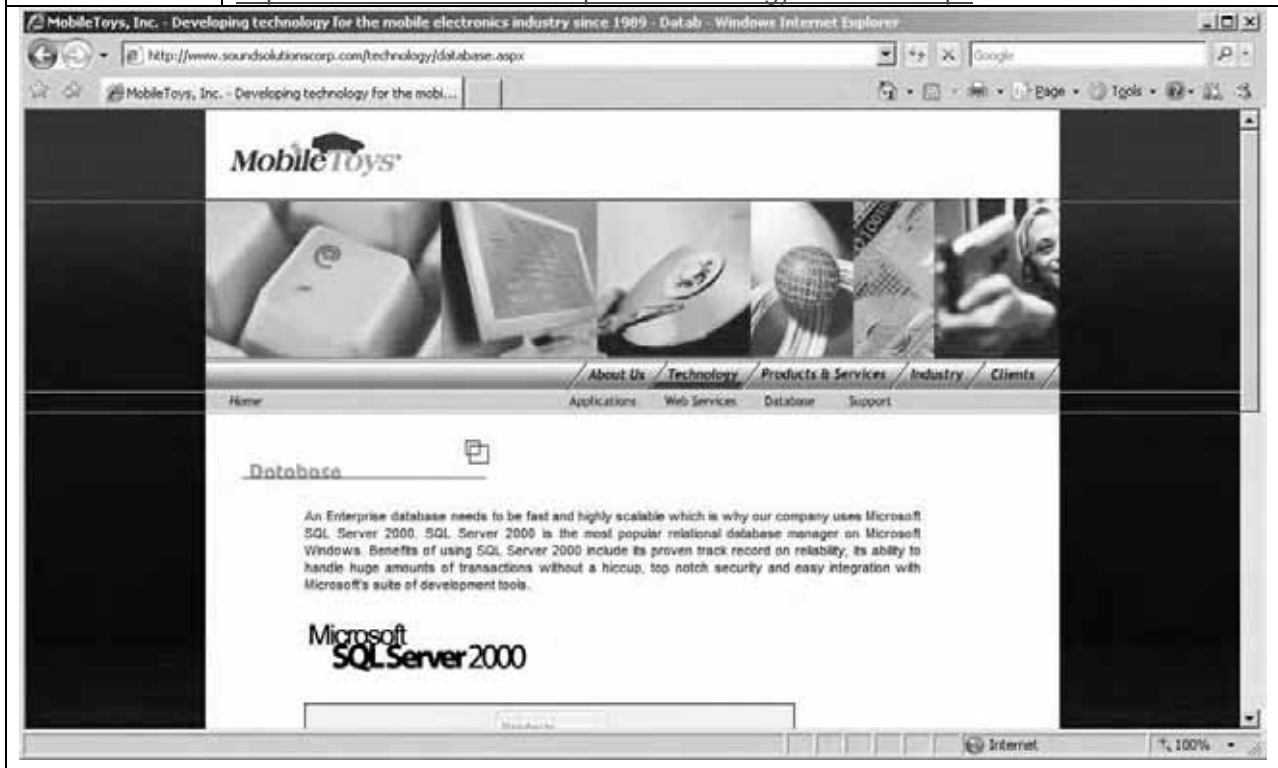 MobileToys, Inc. - Developing technology for the mobile electronics industry since 1989 - Datab - Windows Internet Explorer
http://www.soundsolutionscorp.com/technology/database.aspx
Google
MobileToys, Inc. - Developing technology for the mobi...
Page Tools
MobileToys
About Us Technology Products & Services Industry Clients
Home Applications Web Services Database Support
Database
An Enterprise database needs to be fast and highly scalable which is why our company uses Microsoft
SQL Server 2000. SQL Server 2000 is the most popular relational database manager on Microsoft
Windows. Benefits of using SQL Server 2000 include its proven track record on reliability, its ability to
handle huge amounts of transactions without a hiccup, top notch security and easy integration with
Microsoft's suite of development tools.
Microsoft
SQL Server 2000
Internet 100%